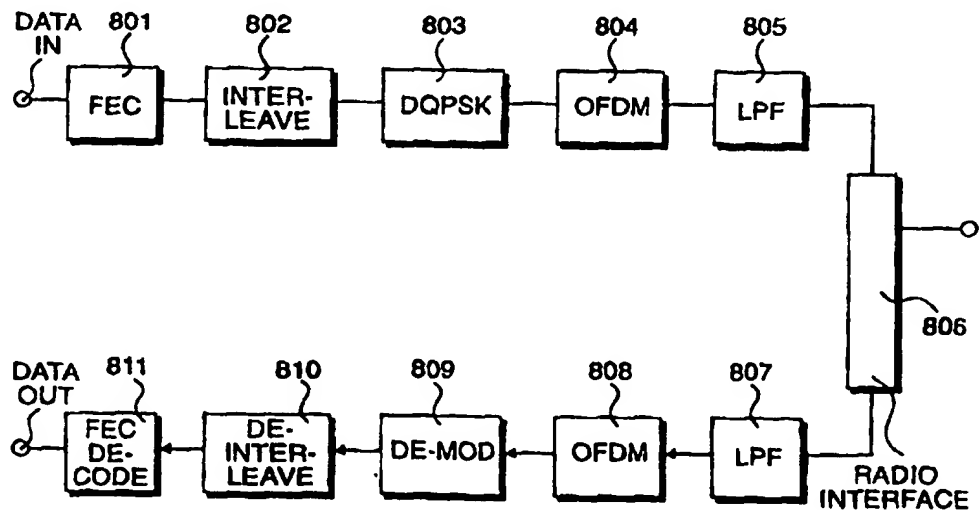 DATA
IN
801
802
803
804
805
FEC
INTER-
LEAVE
DQPSK
OFDM
LPF
806
DATA
OUT
811
810
809
808
807
FEC
DE-
CODE
DE-
INTER-
LEAVE
DE-MOD
OFDM
LPF
RADIO
INTERFACE